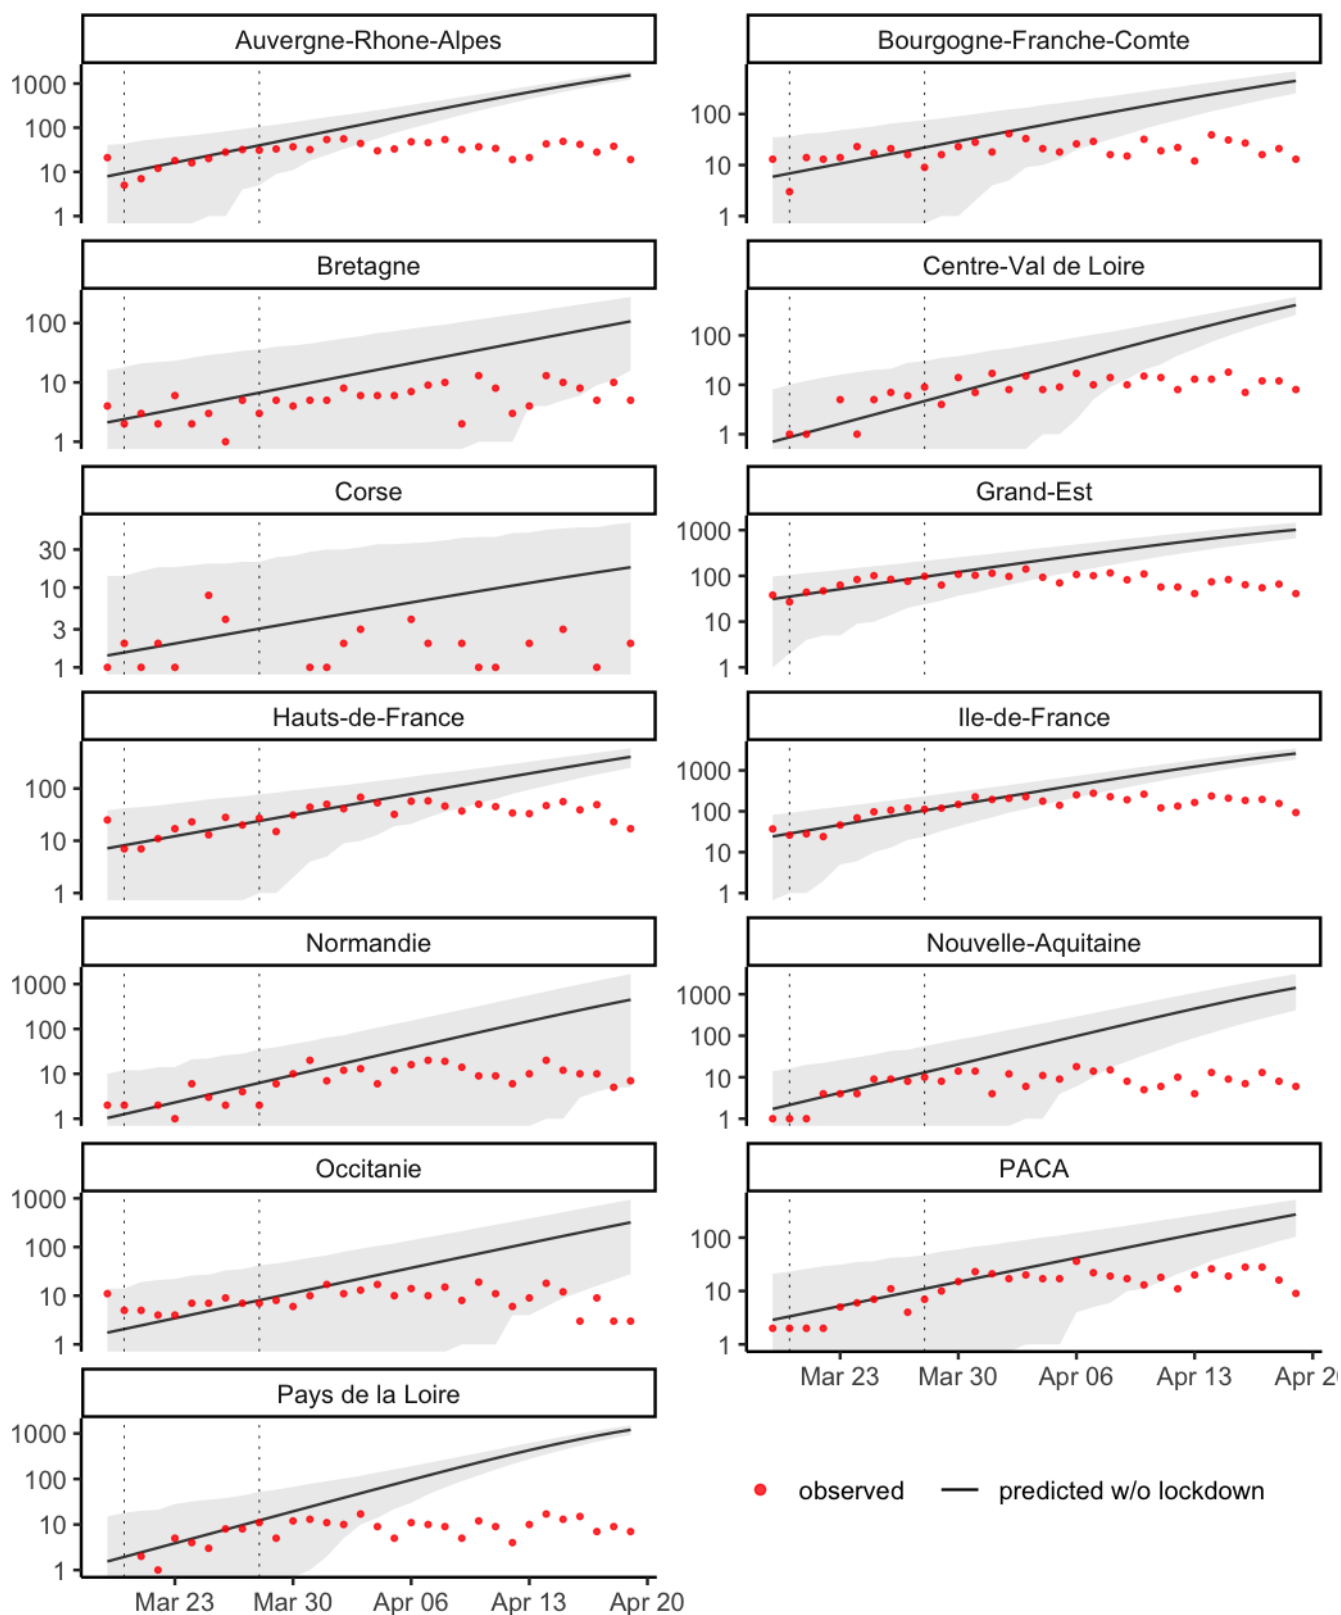 Auvergne-Rhone-Alpes
1000
100
10
1
Bourgogne-Franche-Comte
100
10
1
Bretagne
100
10
1
Centre-Val de Loire
100
10
1
Corse
30
10
3
1
Grand-Est
1000
100
10
1
Hauts-de-France
100
10
1
Ile-de-France
1000
100
10
1
Normandie
1000
100
10
1
Nouvelle-Aquitaine
1000
100
10
1
Occitanie
1000
100
10
1
PACA
100
10
1
Mar 23 Mar 30 Apr 06 Apr 13 Apr 20
Pays de la Loire
1000
100
10
1
Mar 23 Mar 30 Apr 06 Apr 13 Apr 20
observed predicted w/o lockdown